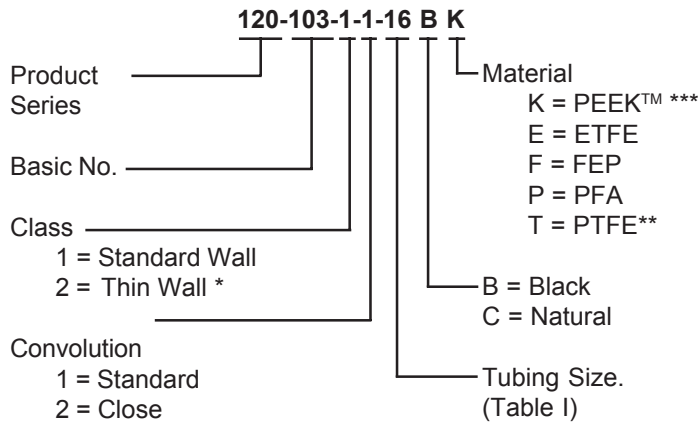 120-103-1-1-16 B K
Product
Series
Basic No.
Class
1 = Standard Wall
2 = Thin Wall *
Convolution
1 = Standard
2 = Close
Material
K = PEEK™ ***
E = ETFE
F = FEP
P = PFA
T = PTFE**
B = Black
C = Natural
Tubing Size.
(Table I)